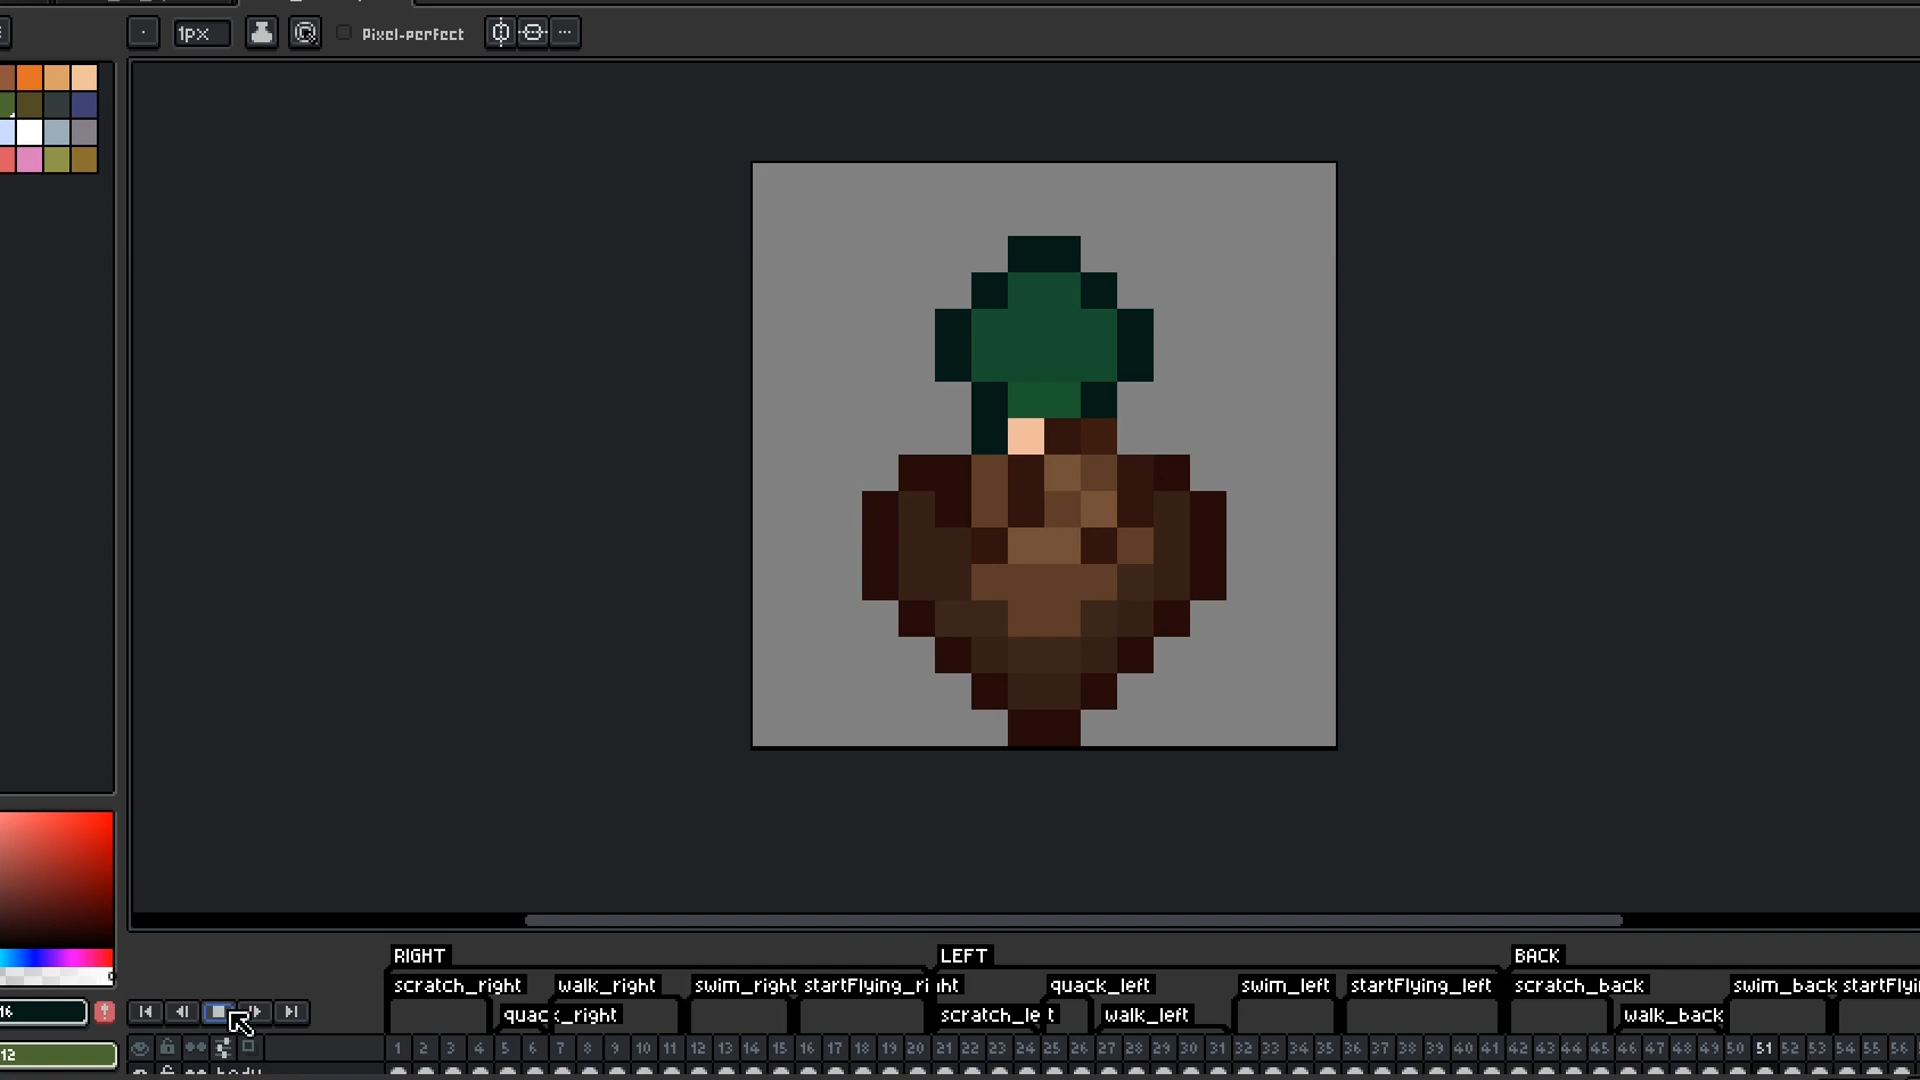 1px Pixel-perfect
RIGHT LEFT BACK
scratch_right walk_right swim_right startFlying_ri ht quack_left swim_left startFlying_left scratch_back swim_back startFlyi
quac _right scratch_le t walk_left walk_back
16
1 2 3 4 5 6 7 8 9 10 11 12 13 14 15 16 17 18 19 20 21 22 23 24 25 26 27 28 29 30 31 32 33 34 35 36 37 38 39 40 41 42 43 44 45 46 47 48 49 50 51 52 53 54 55 56
12
body